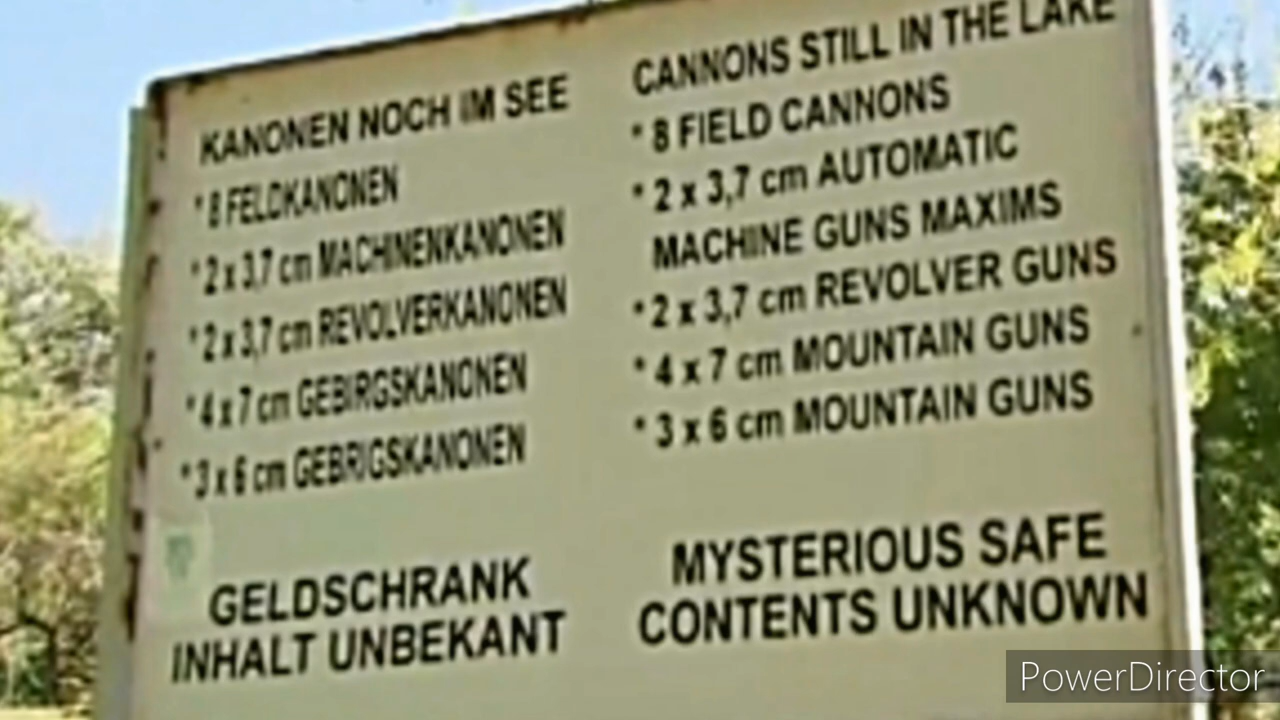 KANONEN NOCH IM SEE
* 8 FELDKANONEN
* 2 x 3,7 cm MACHINENKANONEN
* 2 x 3,7 cm REVOLVERKANONEN
* 4 x 7 cm GEBIRGSKANONEN
* 3 x 6 cm GEBRIGSKANONEN
GELDSCHRANK
INHALT UNBEKANT
CANNONS STILL IN THE LAKE
* 8 FIELD CANNONS
* 2 x 3,7 cm AUTOMATIC
MACHINE GUNS MAXIMS
* 2 x 3,7 cm REVOLVER GUNS
* 4 x 7 cm MOUNTAIN GUNS
* 3 x 6 cm MOUNTAIN GUNS
MYSTERIOUS SAFE
CONTENTS UNKNOWN
PowerDirector